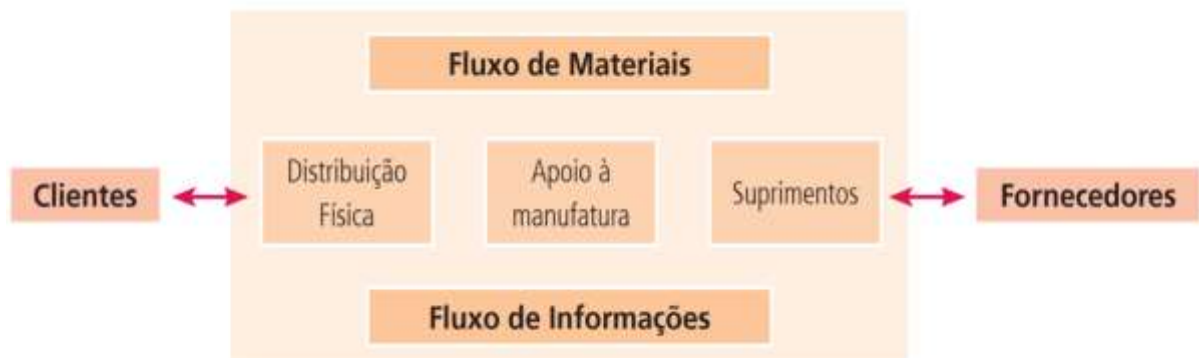 Fluxo de Materiais
Clientes
Distribuição
Física
Apoio à
manufatura
Suprimentos
Fornecedores
Fluxo de Informações